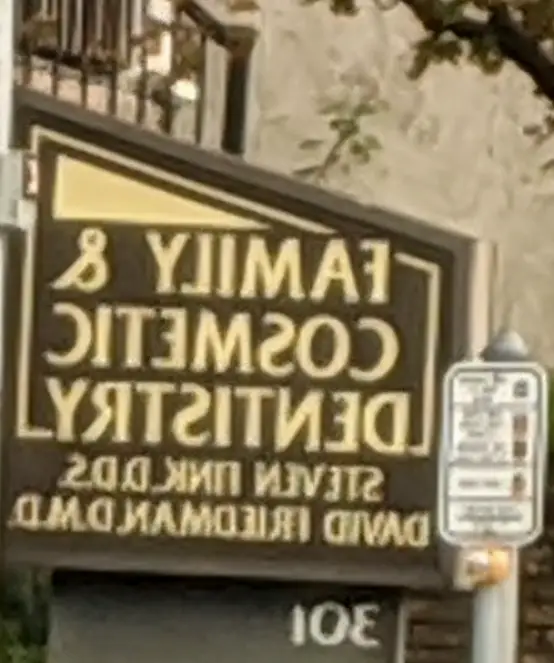 FAMILY &
COSMETIC
DENTISTRY
STEVEN FINK, D.D.S.
DAVID FRIEDMAN, D.M.D.
301